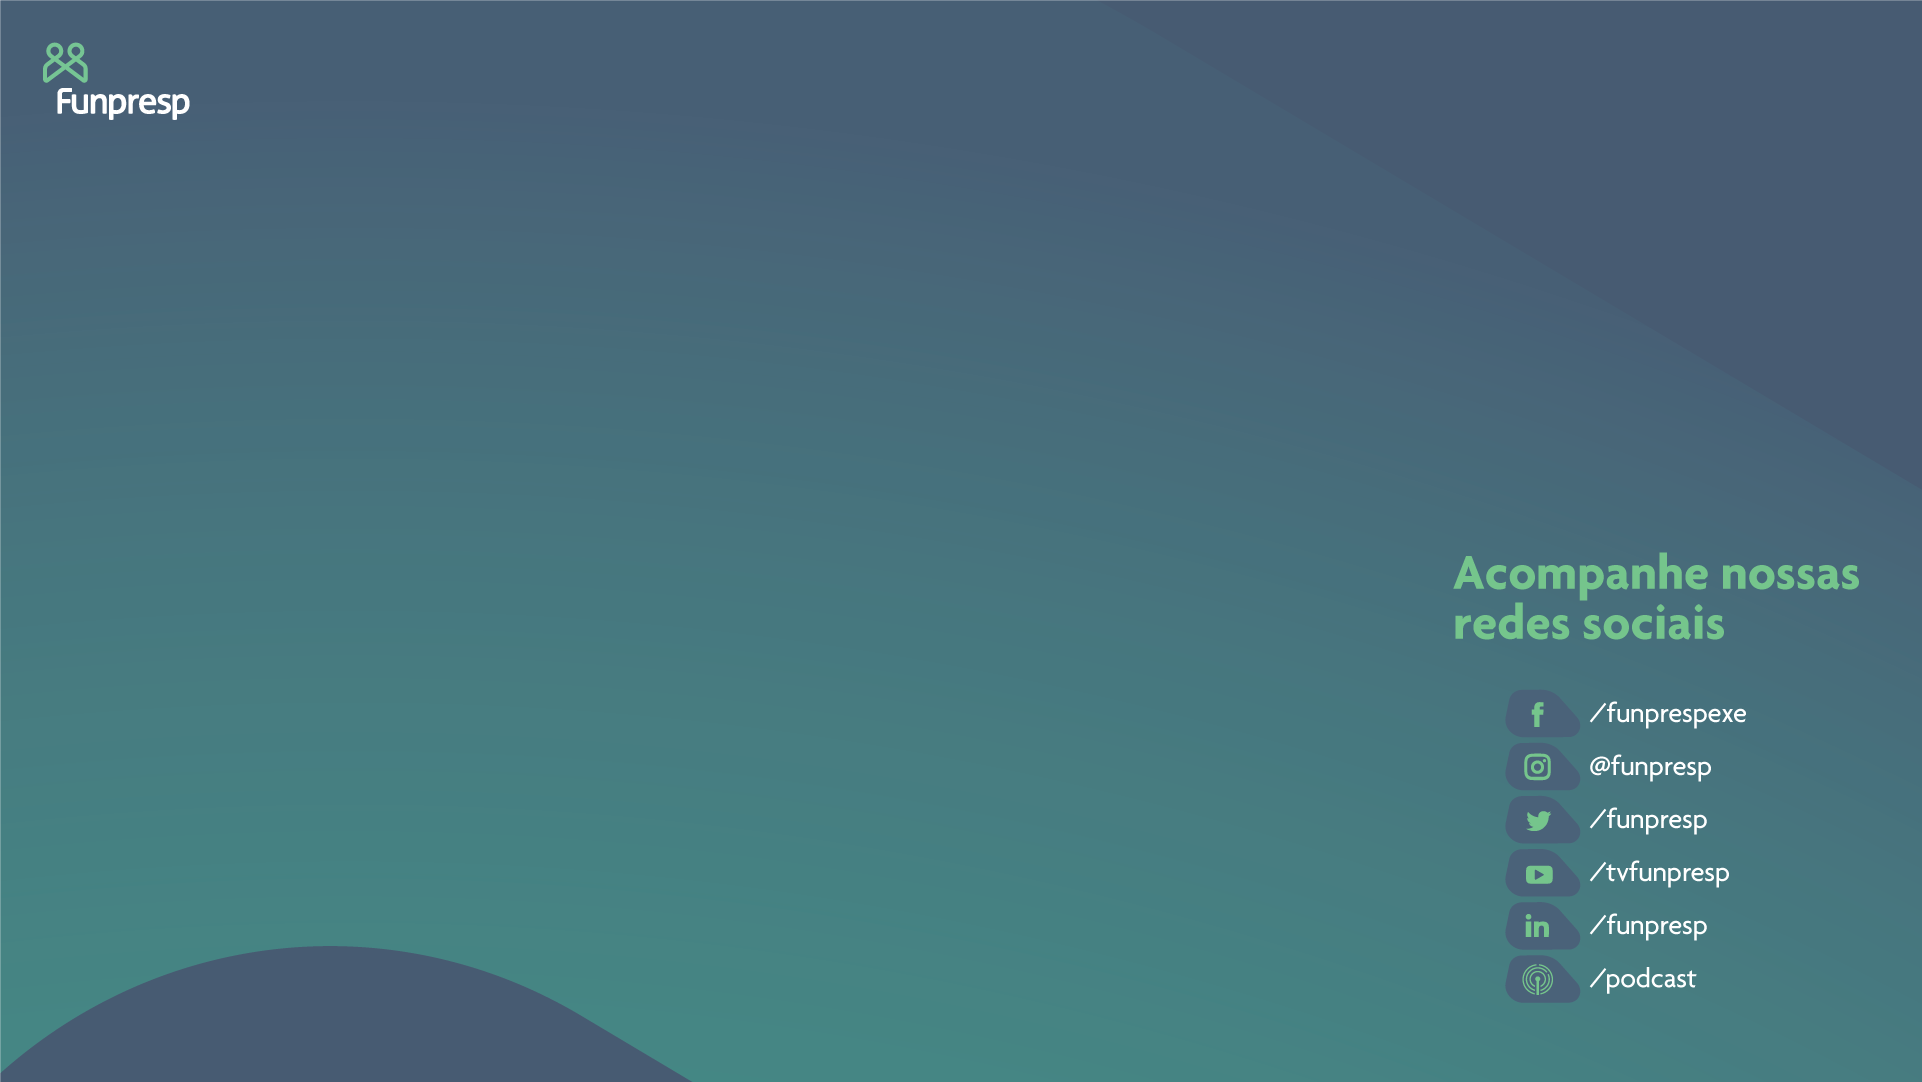 Funpresp
Acompanhe nossas
redes sociais
/funprespexe
@funpresp
/funpresp
/tvfunpresp
/funpresp
/podcast